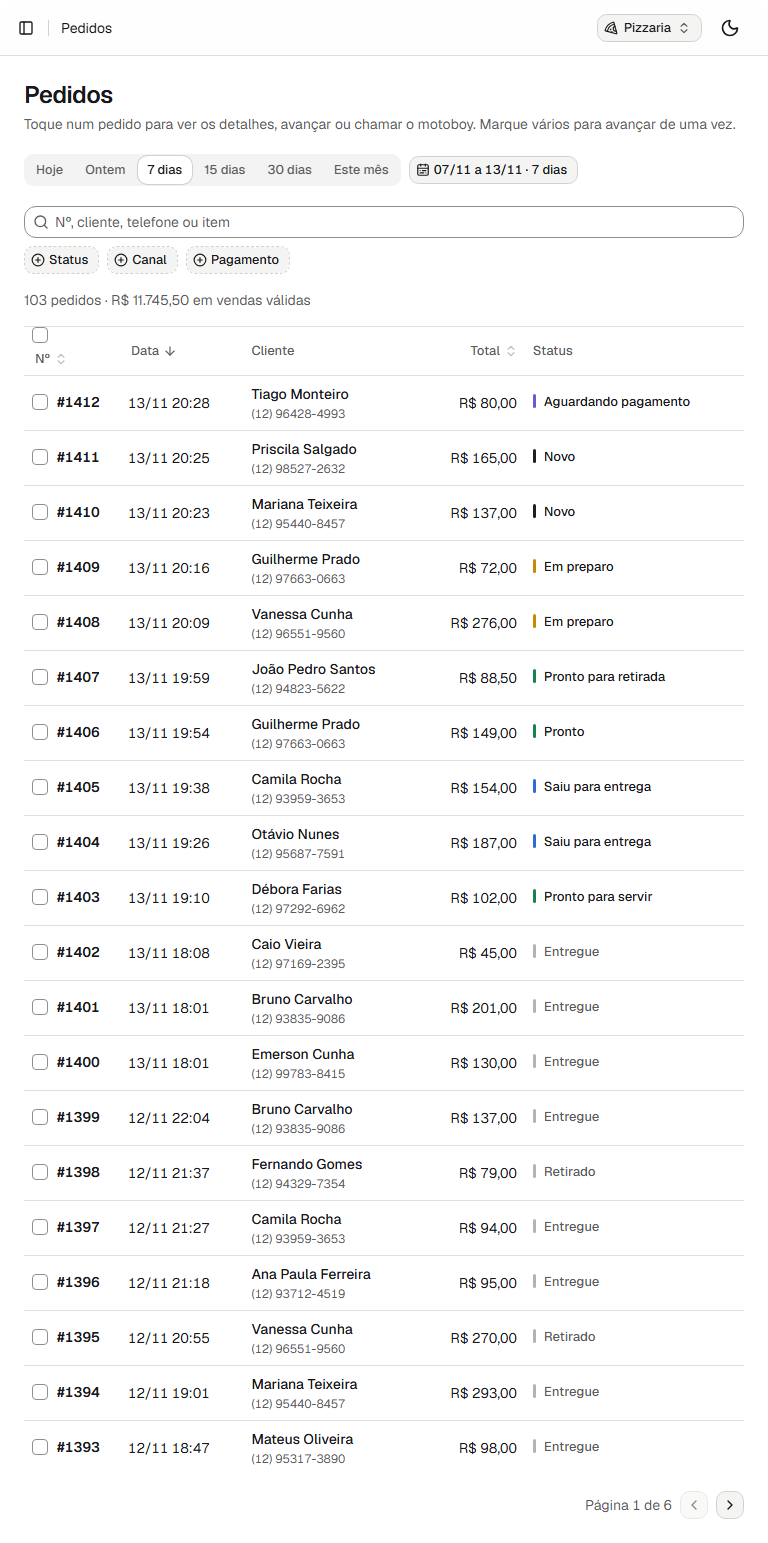 Pedidos
Pizzaria
Pedidos
Toque num pedido para ver os detalhes, avançar ou chamar o motoboy. Marque vários para avançar de uma vez.
Hoje Ontem 7 dias 15 dias 30 dias Este mês 07/11 a 13/11 · 7 dias
Nº, cliente, telefone ou item
Status Canal Pagamento
103 pedidos · R$ 11.745,50 em vendas válidas
Nº Data Cliente Total Status
#1412 13/11 20:28 Tiago Monteiro R$ 80,00 Aguardando pagamento
(12) 96428-4993
#1411 13/11 20:25 Priscila Salgado R$ 165,00 Novo
(12) 98527-2632
#1410 13/11 20:23 Mariana Teixeira R$ 137,00 Novo
(12) 95440-8457
#1409 13/11 20:16 Guilherme Prado R$ 72,00 Em preparo
(12) 97663-0663
#1408 13/11 20:09 Vanessa Cunha R$ 276,00 Em preparo
(12) 96551-9560
#1407 13/11 19:59 João Pedro Santos R$ 88,50 Pronto para retirada
(12) 94823-5622
#1406 13/11 19:54 Guilherme Prado R$ 149,00 Pronto
(12) 97663-0663
#1405 13/11 19:38 Camila Rocha R$ 154,00 Saiu para entrega
(12) 93959-3653
#1404 13/11 19:26 Otávio Nunes R$ 187,00 Saiu para entrega
(12) 95687-7591
#1403 13/11 19:10 Débora Farias R$ 102,00 Pronto para servir
(12) 97292-6962
#1402 13/11 18:08 Caio Vieira R$ 45,00 Entregue
(12) 97169-2395
#1401 13/11 18:01 Bruno Carvalho R$ 201,00 Entregue
(12) 93835-9086
#1400 13/11 18:01 Emerson Cunha R$ 130,00 Entregue
(12) 99783-8415
#1399 12/11 22:04 Bruno Carvalho R$ 137,00 Entregue
(12) 93835-9086
#1398 12/11 21:37 Fernando Gomes R$ 79,00 Retirado
(12) 94329-7354
#1397 12/11 21:27 Camila Rocha R$ 94,00 Entregue
(12) 93959-3653
#1396 12/11 21:18 Ana Paula Ferreira R$ 95,00 Entregue
(12) 93712-4519
#1395 12/11 20:55 Vanessa Cunha R$ 270,00 Retirado
(12) 96551-9560
#1394 12/11 19:01 Mariana Teixeira R$ 293,00 Entregue
(12) 95440-8457
#1393 12/11 18:47 Mateus Oliveira R$ 98,00 Entregue
(12) 95317-3890
Página 1 de 6